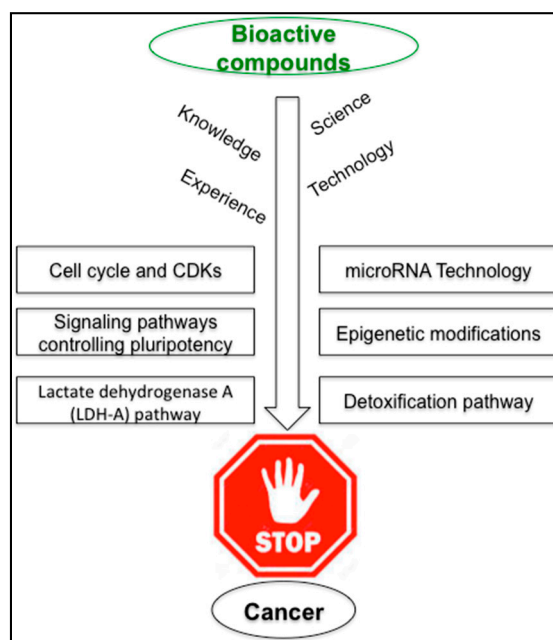 Bioactive
compounds
Knowledge
Science
Experience
Technology
Cell cycle and CDKs
microRNA Technology
Signaling pathways
controlling pluripotency
Epigenetic modifications
Lactate dehydrogenase A
(LDH-A) pathway
Detoxification pathway
STOP
Cancer